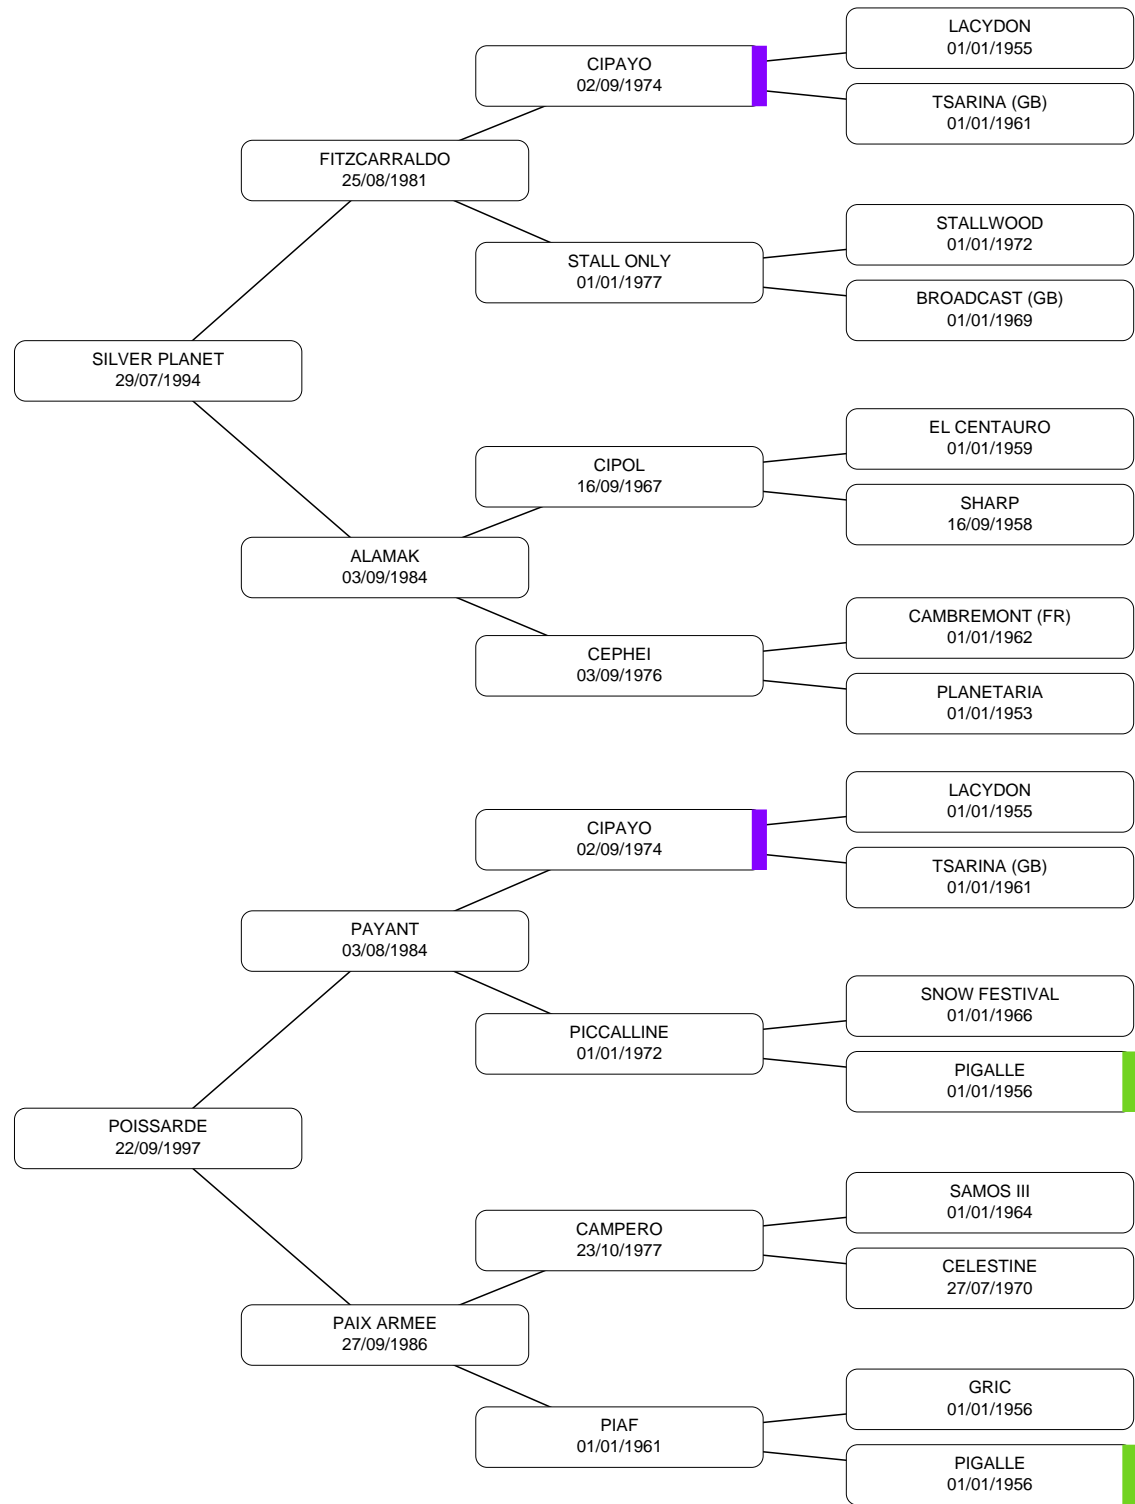 LACYDON
01/01/1955
CIPAYO
02/09/1974
TSARINA (GB)
01/01/1961
FITZCARRALDO
25/08/1981
STALLWOOD
01/01/1972
STALL ONLY
01/01/1977
BROADCAST (GB)
01/01/1969
SILVER PLANET
29/07/1994
EL CENTAURO
01/01/1959
CIPOL
16/09/1967
SHARP
16/09/1958
ALAMAK
03/09/1984
CAMBREMONT (FR)
01/01/1962
CEPHEI
03/09/1976
PLANETARIA
01/01/1953
LACYDON
01/01/1955
CIPAYO
02/09/1974
TSARINA (GB)
01/01/1961
PAYANT
03/08/1984
SNOW FESTIVAL
01/01/1966
PICCALLINE
01/01/1972
PIGALLE
01/01/1956
POISSARDE
22/09/1997
SAMOS III
01/01/1964
CAMPERO
23/10/1977
CELESTINE
27/07/1970
PAIX ARMEE
27/09/1986
GRIC
01/01/1956
PIAF
01/01/1961
PIGALLE
01/01/1956